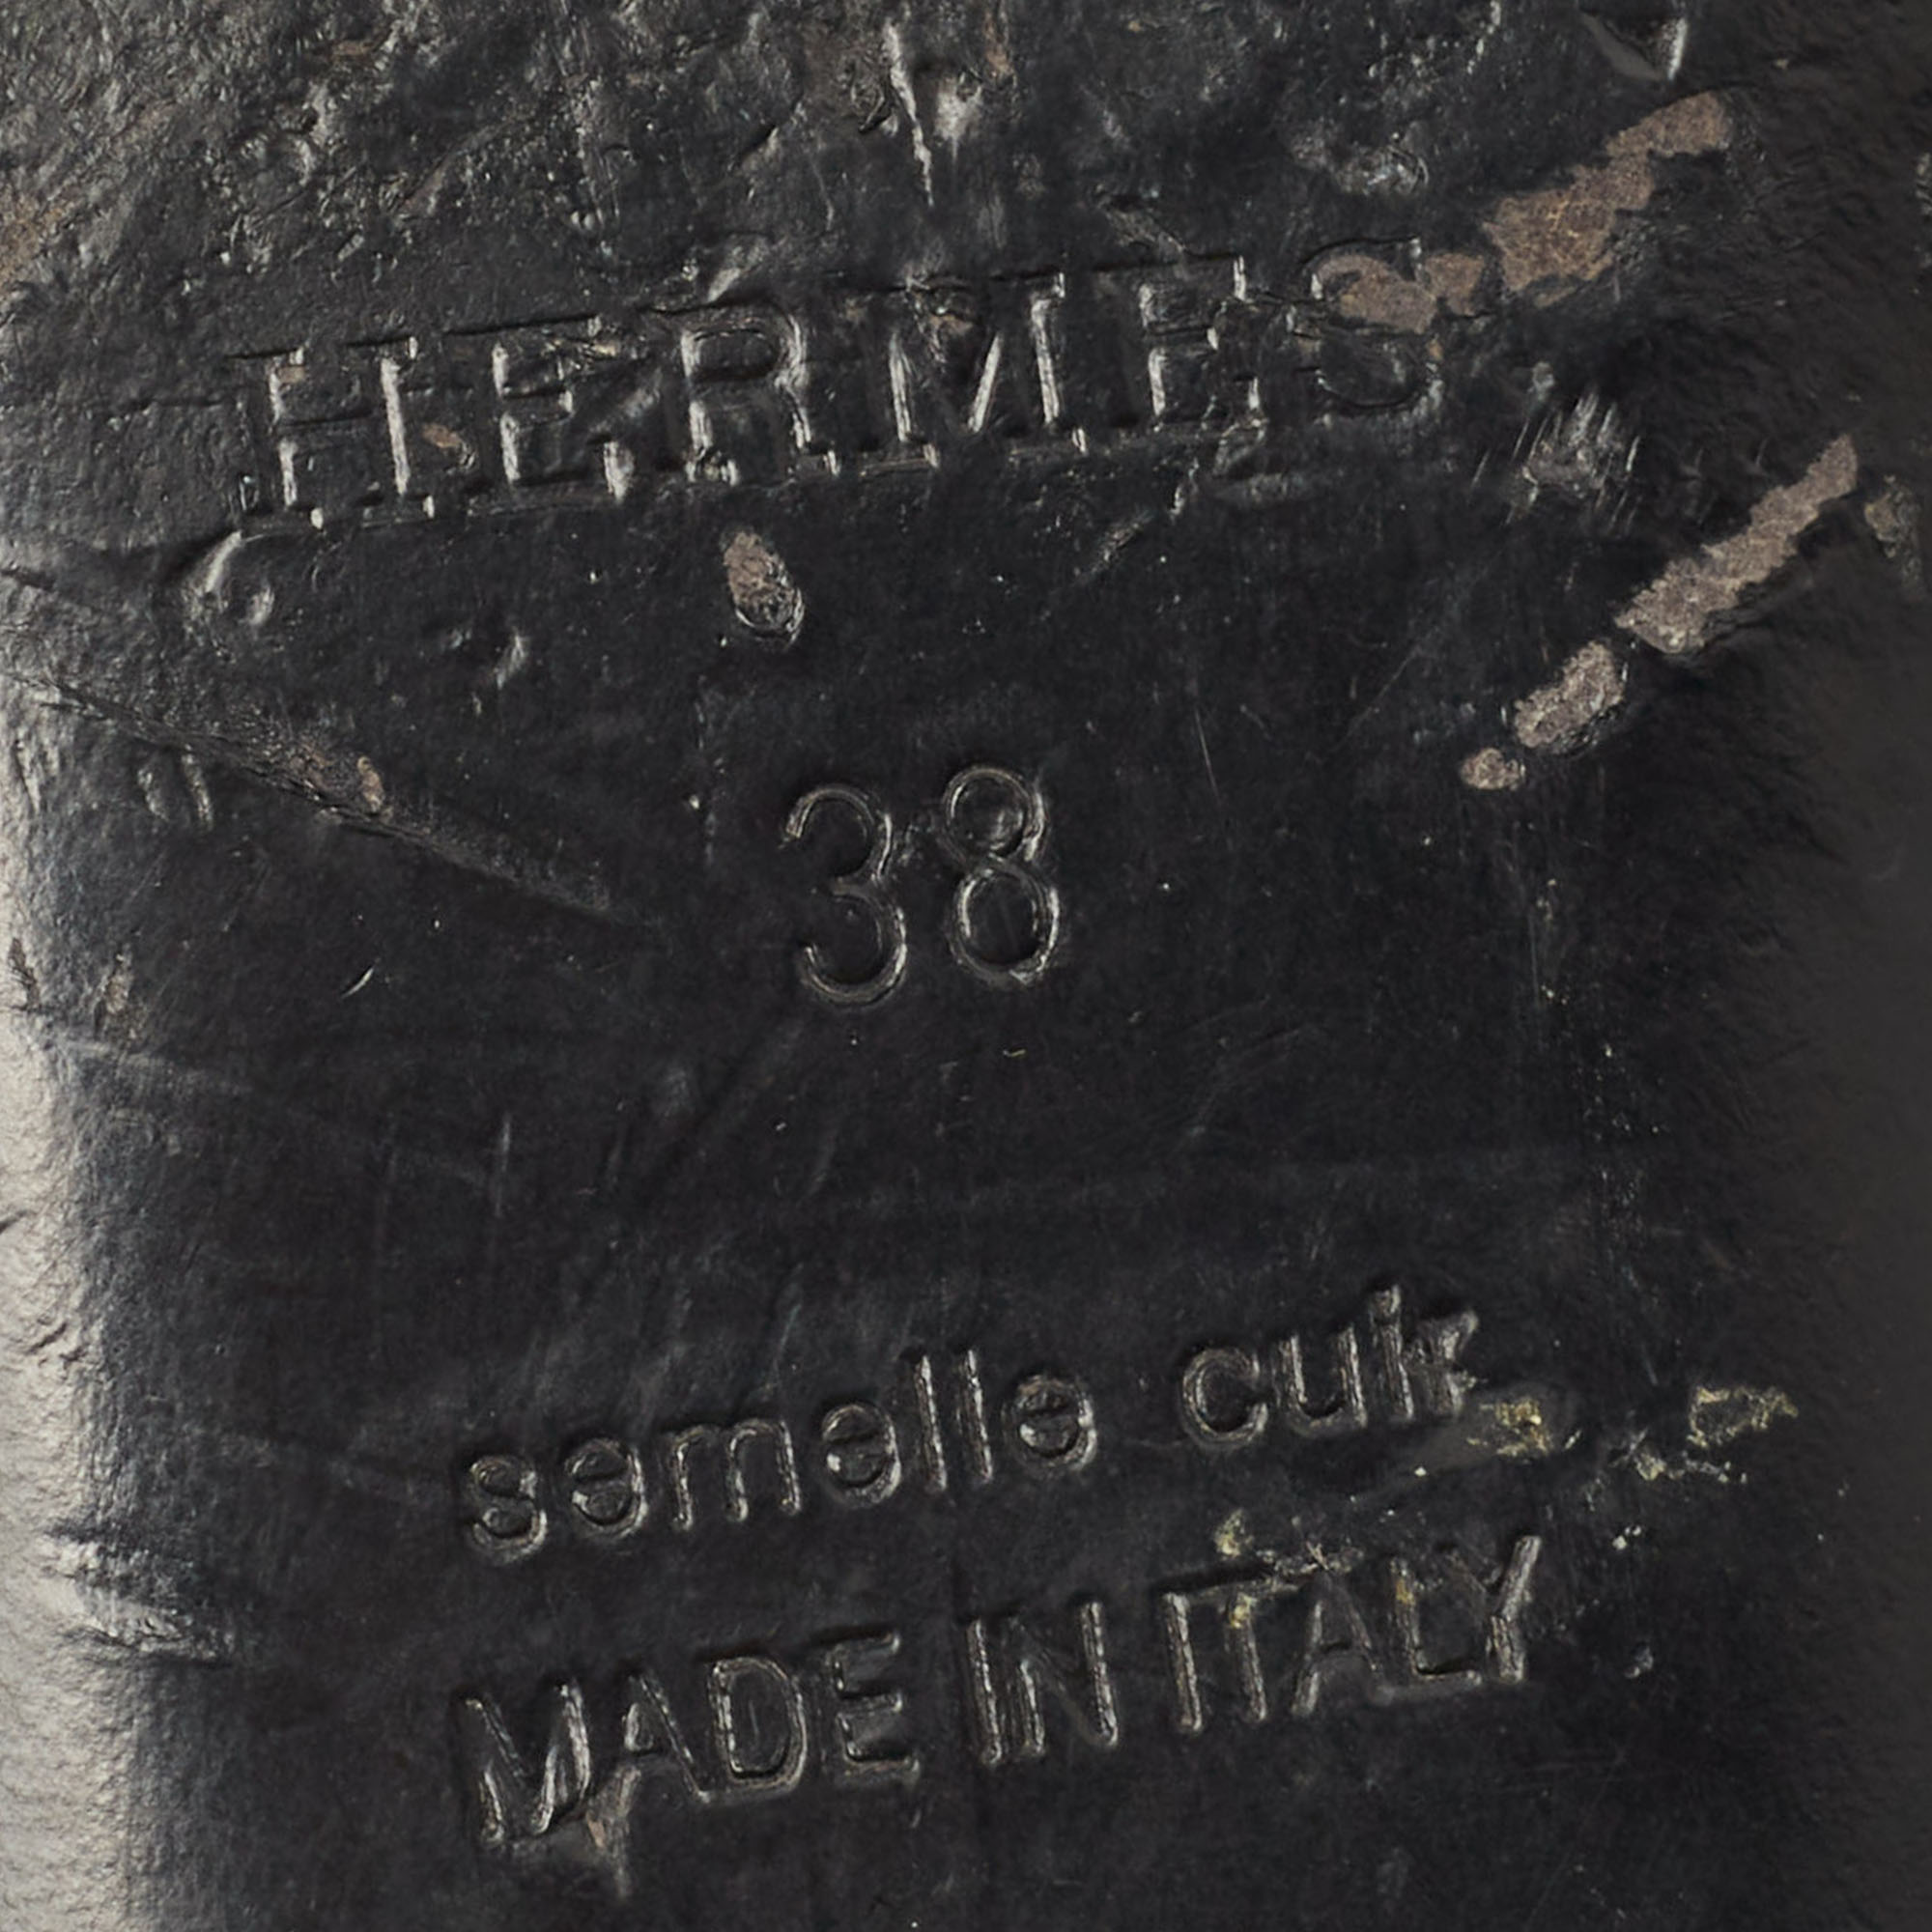 HERMES
38
semelle cuir
MADE IN ITALY